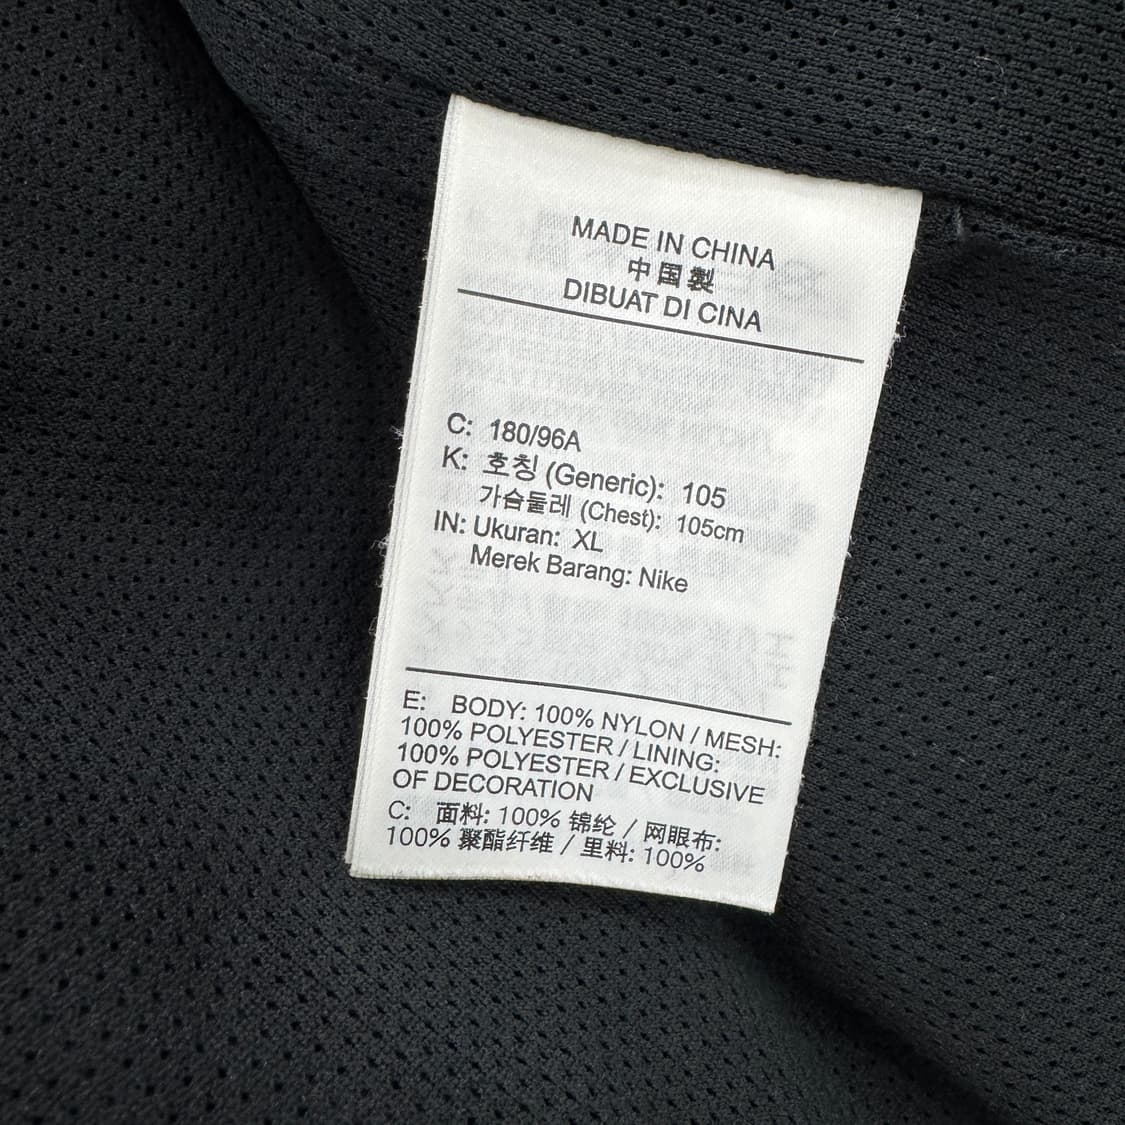 MADE IN CHINA
中国製
DIBUAT DI CINA
C: 180/96A
K: 호칭 (Generic): 105
가슴둘레 (Chest): 105cm
IN: Ukuran: XL
Merek Barang: Nike
E: BODY: 100% NYLON / MESH:
100% POLYESTER / LINING:
100% POLYESTER / EXCLUSIVE
OF DECORATION
C: 面料: 100% 锦纶 / 网眼布:
100% 聚酯纤维 / 里料: 100%